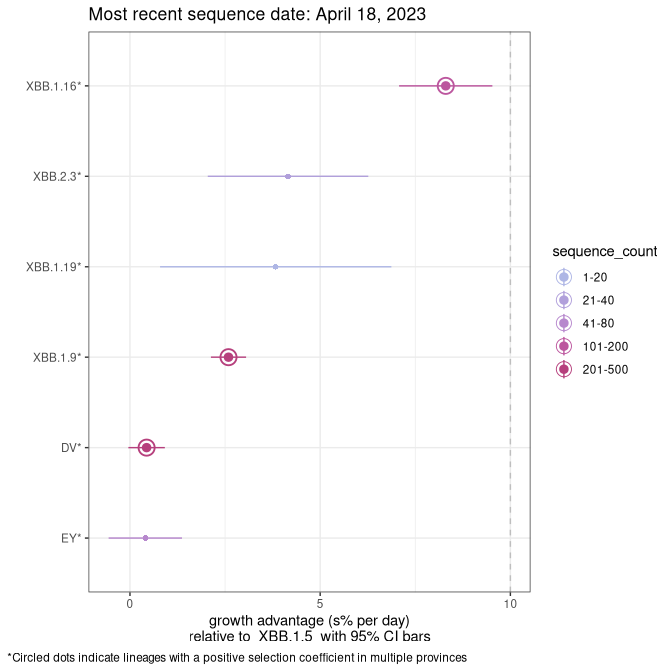 Most recent sequence date: April 18, 2023
XBB.1.16*
XBB.2.3*
XBB.1.19*
XBB.1.9*
DV*
EY*
0 5 10
growth advantage (s% per day)
relative to XBB.1.5 with 95% CI bars
*Circled dots indicate lineages with a positive selection coefficient in multiple provinces
sequence_count
1-20
21-40
41-80
101-200
201-500